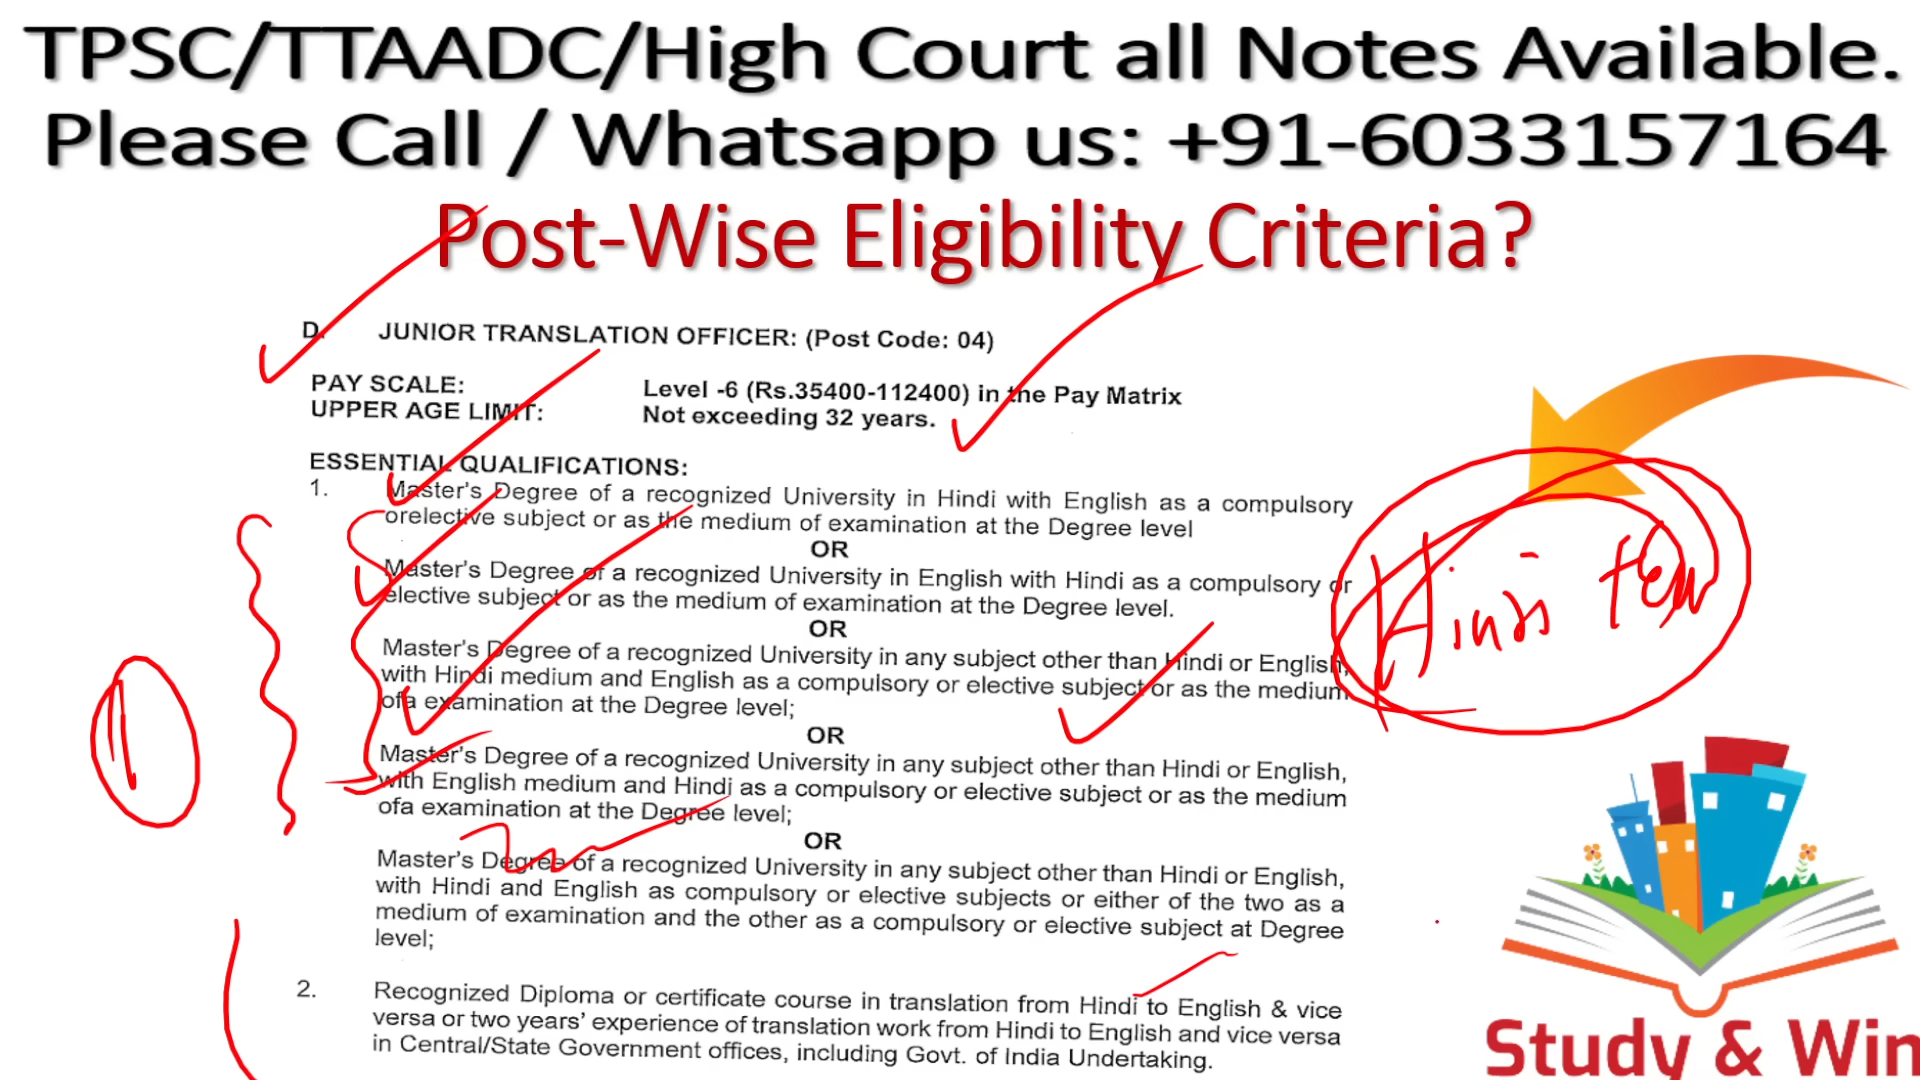 TPSC/TTAADC/High Court all Notes Available.
Please Call / Whatsapp us: +91-6033157164
Post-Wise Eligibility Criteria?
D. JUNIOR TRANSLATION OFFICER: (Post Code: 04)
PAY SCALE: Level -6 (Rs.35400-112400) in the Pay Matrix
UPPER AGE LIMIT: Not exceeding 32 years.
ESSENTIAL QUALIFICATIONS:
1. Master's Degree of a recognized University in Hindi with English as a compulsory
orelective subject or as the medium of examination at the Degree level
OR
Master's Degree of a recognized University in English with Hindi as a compulsory or
elective subject or as the medium of examination at the Degree level.
OR
Master's Degree of a recognized University in any subject other than Hindi or English,
with Hindi medium and English as a compulsory or elective subject or as the medium
ofa examination at the Degree level;
OR
Master's Degree of a recognized University in any subject other than Hindi or English,
with English medium and Hindi as a compulsory or elective subject or as the medium
ofa examination at the Degree level;
OR
Master's Degree of a recognized University in any subject other than Hindi or English,
with Hindi and English as compulsory or elective subjects or either of the two as a
medium of examination and the other as a compulsory or elective subject at Degree
level;
2. Recognized Diploma or certificate course in translation from Hindi to English & vice
versa or two years' experience of translation work from Hindi to English and vice versa
in Central/State Government offices, including Govt. of India Undertaking.
Hindi
1
Study & Win